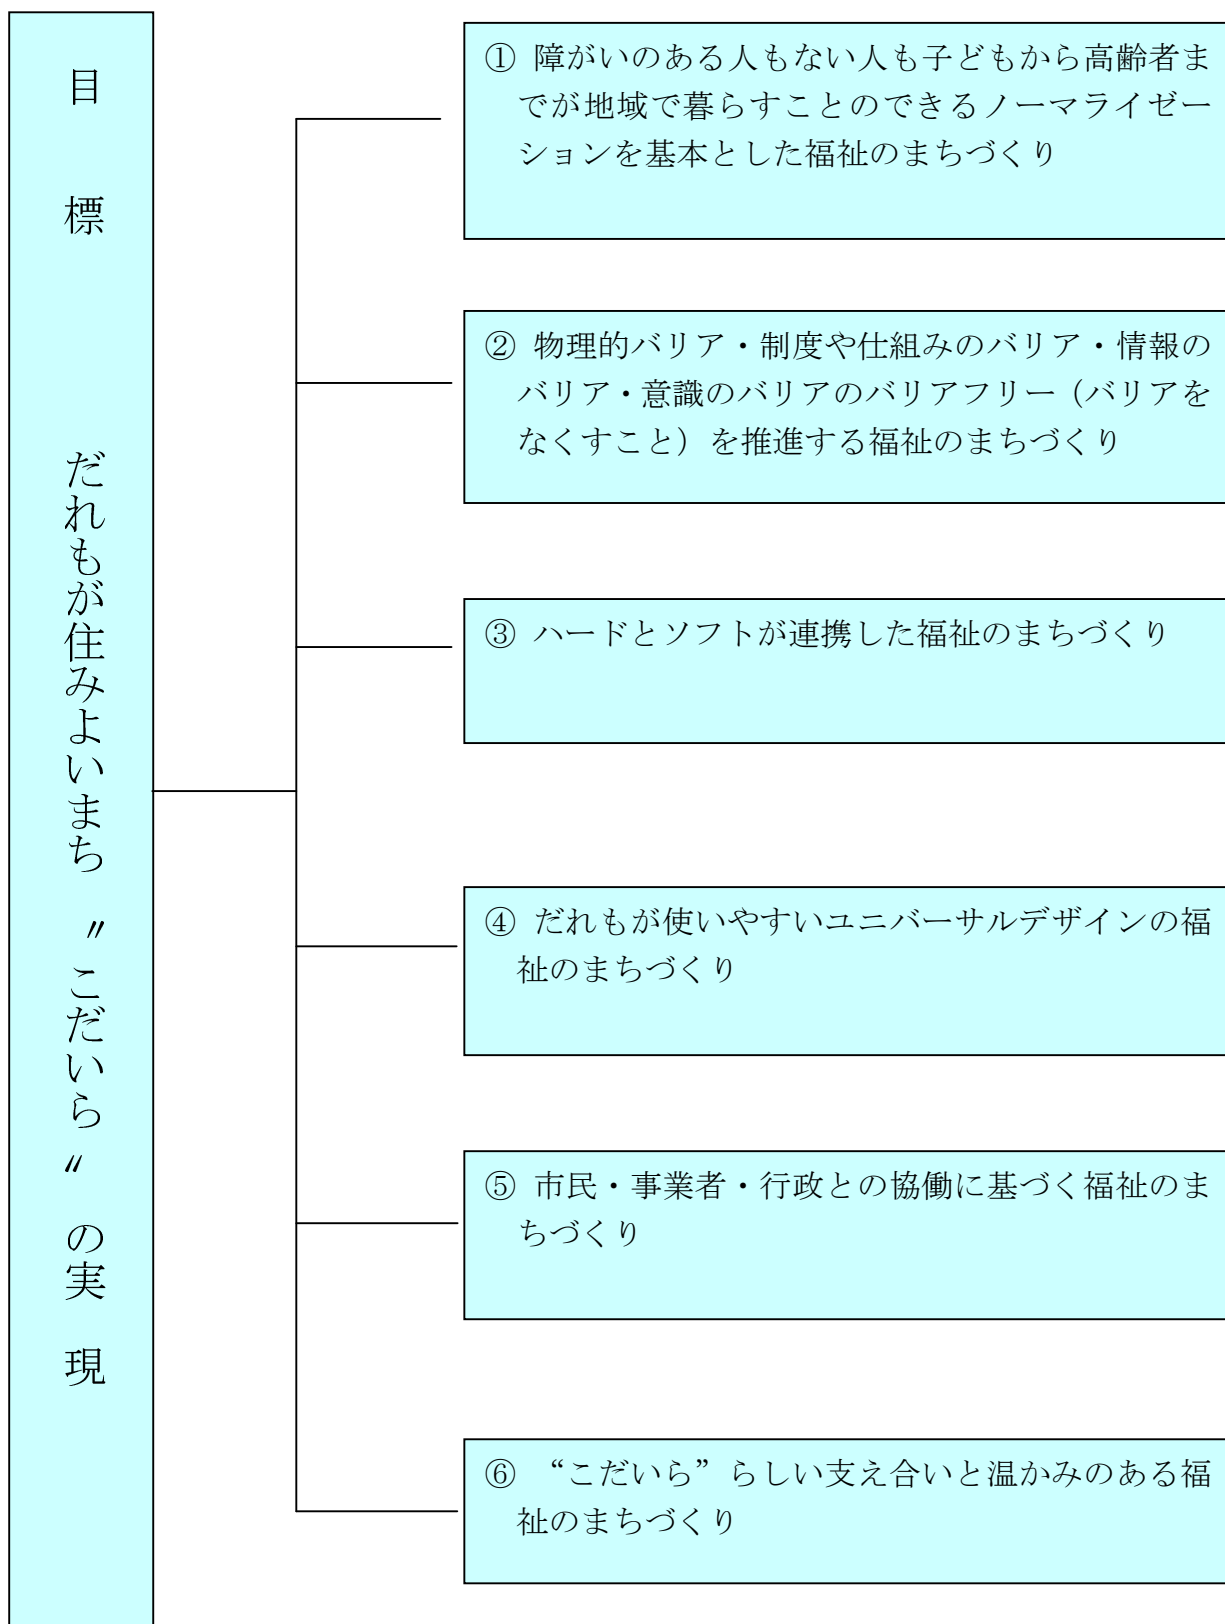 目標 だれもが住みよいまち〝こだいら〟の実現
① 障がいのある人もない人も子どもから高齢者ま
でが地域で暮らすことのできるノーマライゼー
ションを基本とした福祉のまちづくり
② 物理的バリア・制度や仕組みのバリア・情報の
バリア・意識のバリアのバリアフリー（バリアを
なくすこと）を推進する福祉のまちづくり
③ ハードとソフトが連携した福祉のまちづくり
④ だれもが使いやすいユニバーサルデザインの福
祉のまちづくり
⑤ 市民・事業者・行政との協働に基づく福祉のま
ちづくり
⑥ “こだいら”らしい支え合いと温かみのある福
祉のまちづくり